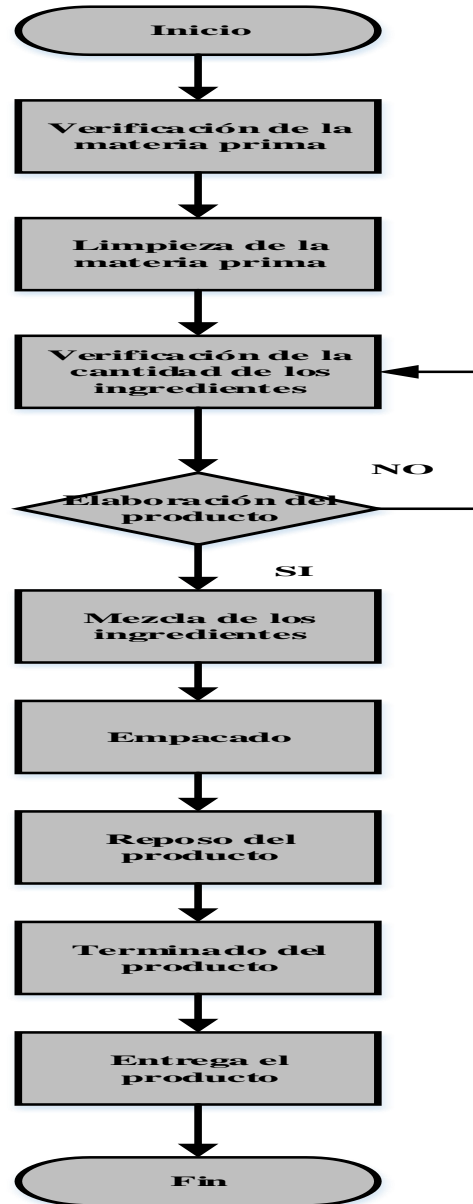 Inicio
Verificación de la
materia prima
Limpieza de la
materia prima
Verificación de la
cantidad de los
ingredientes
NO
Elaboración del
producto
SI
Mezcla de los
ingredientes
Empacado
Reposo del
producto
Terminado del
producto
Entrega el
producto
Fin